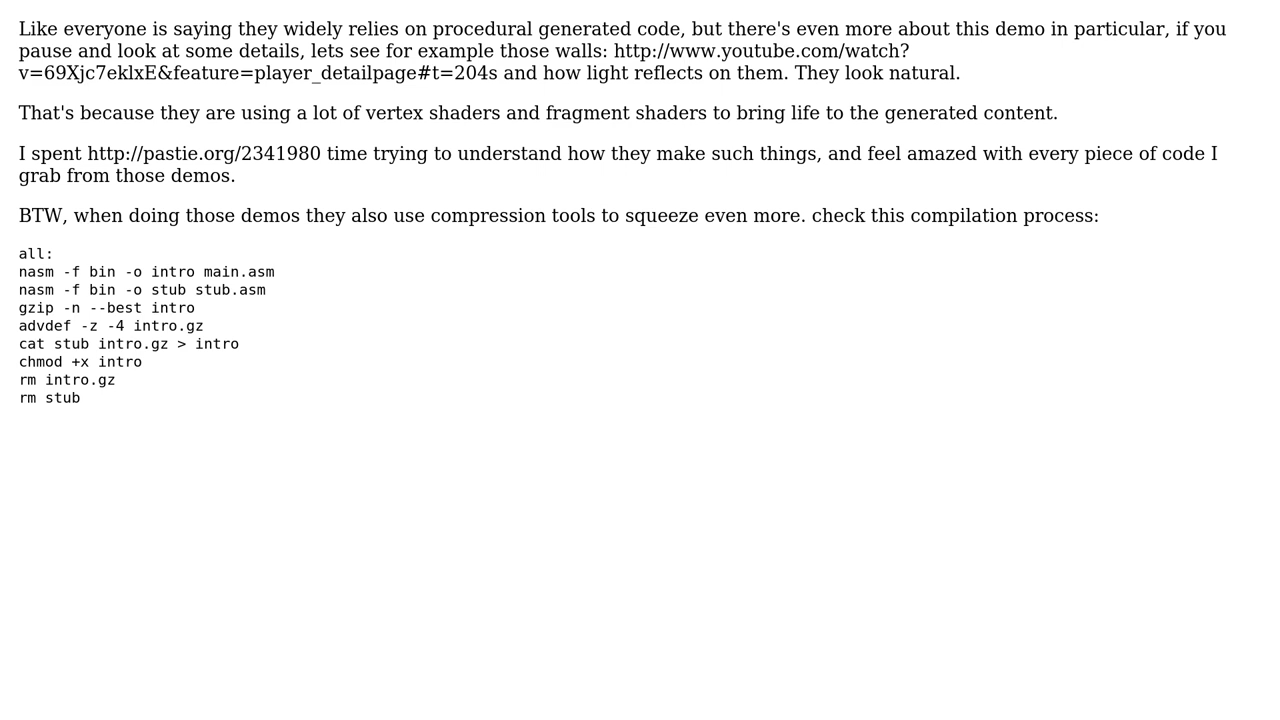 Like everyone is saying they widely relies on procedural generated code, but there's even more about this demo in particular, if you
pause and look at some details, lets see for example those walls: http://www.youtube.com/watch?
v=69Xjc7eklxE&feature=player_detailpage#t=204s and how light reflects on them. They look natural.
That's because they are using a lot of vertex shaders and fragment shaders to bring life to the generated content.
I spent http://pastie.org/2341980 time trying to understand how they make such things, and feel amazed with every piece of code I
grab from those demos.
BTW, when doing those demos they also use compression tools to squeeze even more. check this compilation process:
all:
nasm -f bin -o intro main.asm
nasm -f bin -o stub stub.asm
gzip -n --best intro
advdef -z -4 intro.gz
cat stub intro.gz > intro
chmod +x intro
rm intro.gz
rm stub